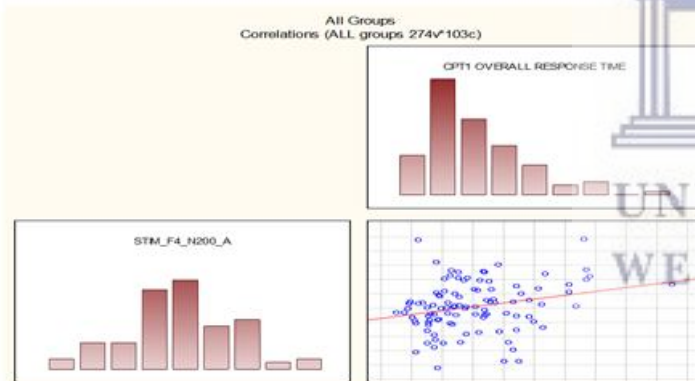 All Groups
Correlations (ALL groups 274v*103c)
CPT1 OVERALL RESPONSE TIME
STIM_F4_N200_A
UN
WE